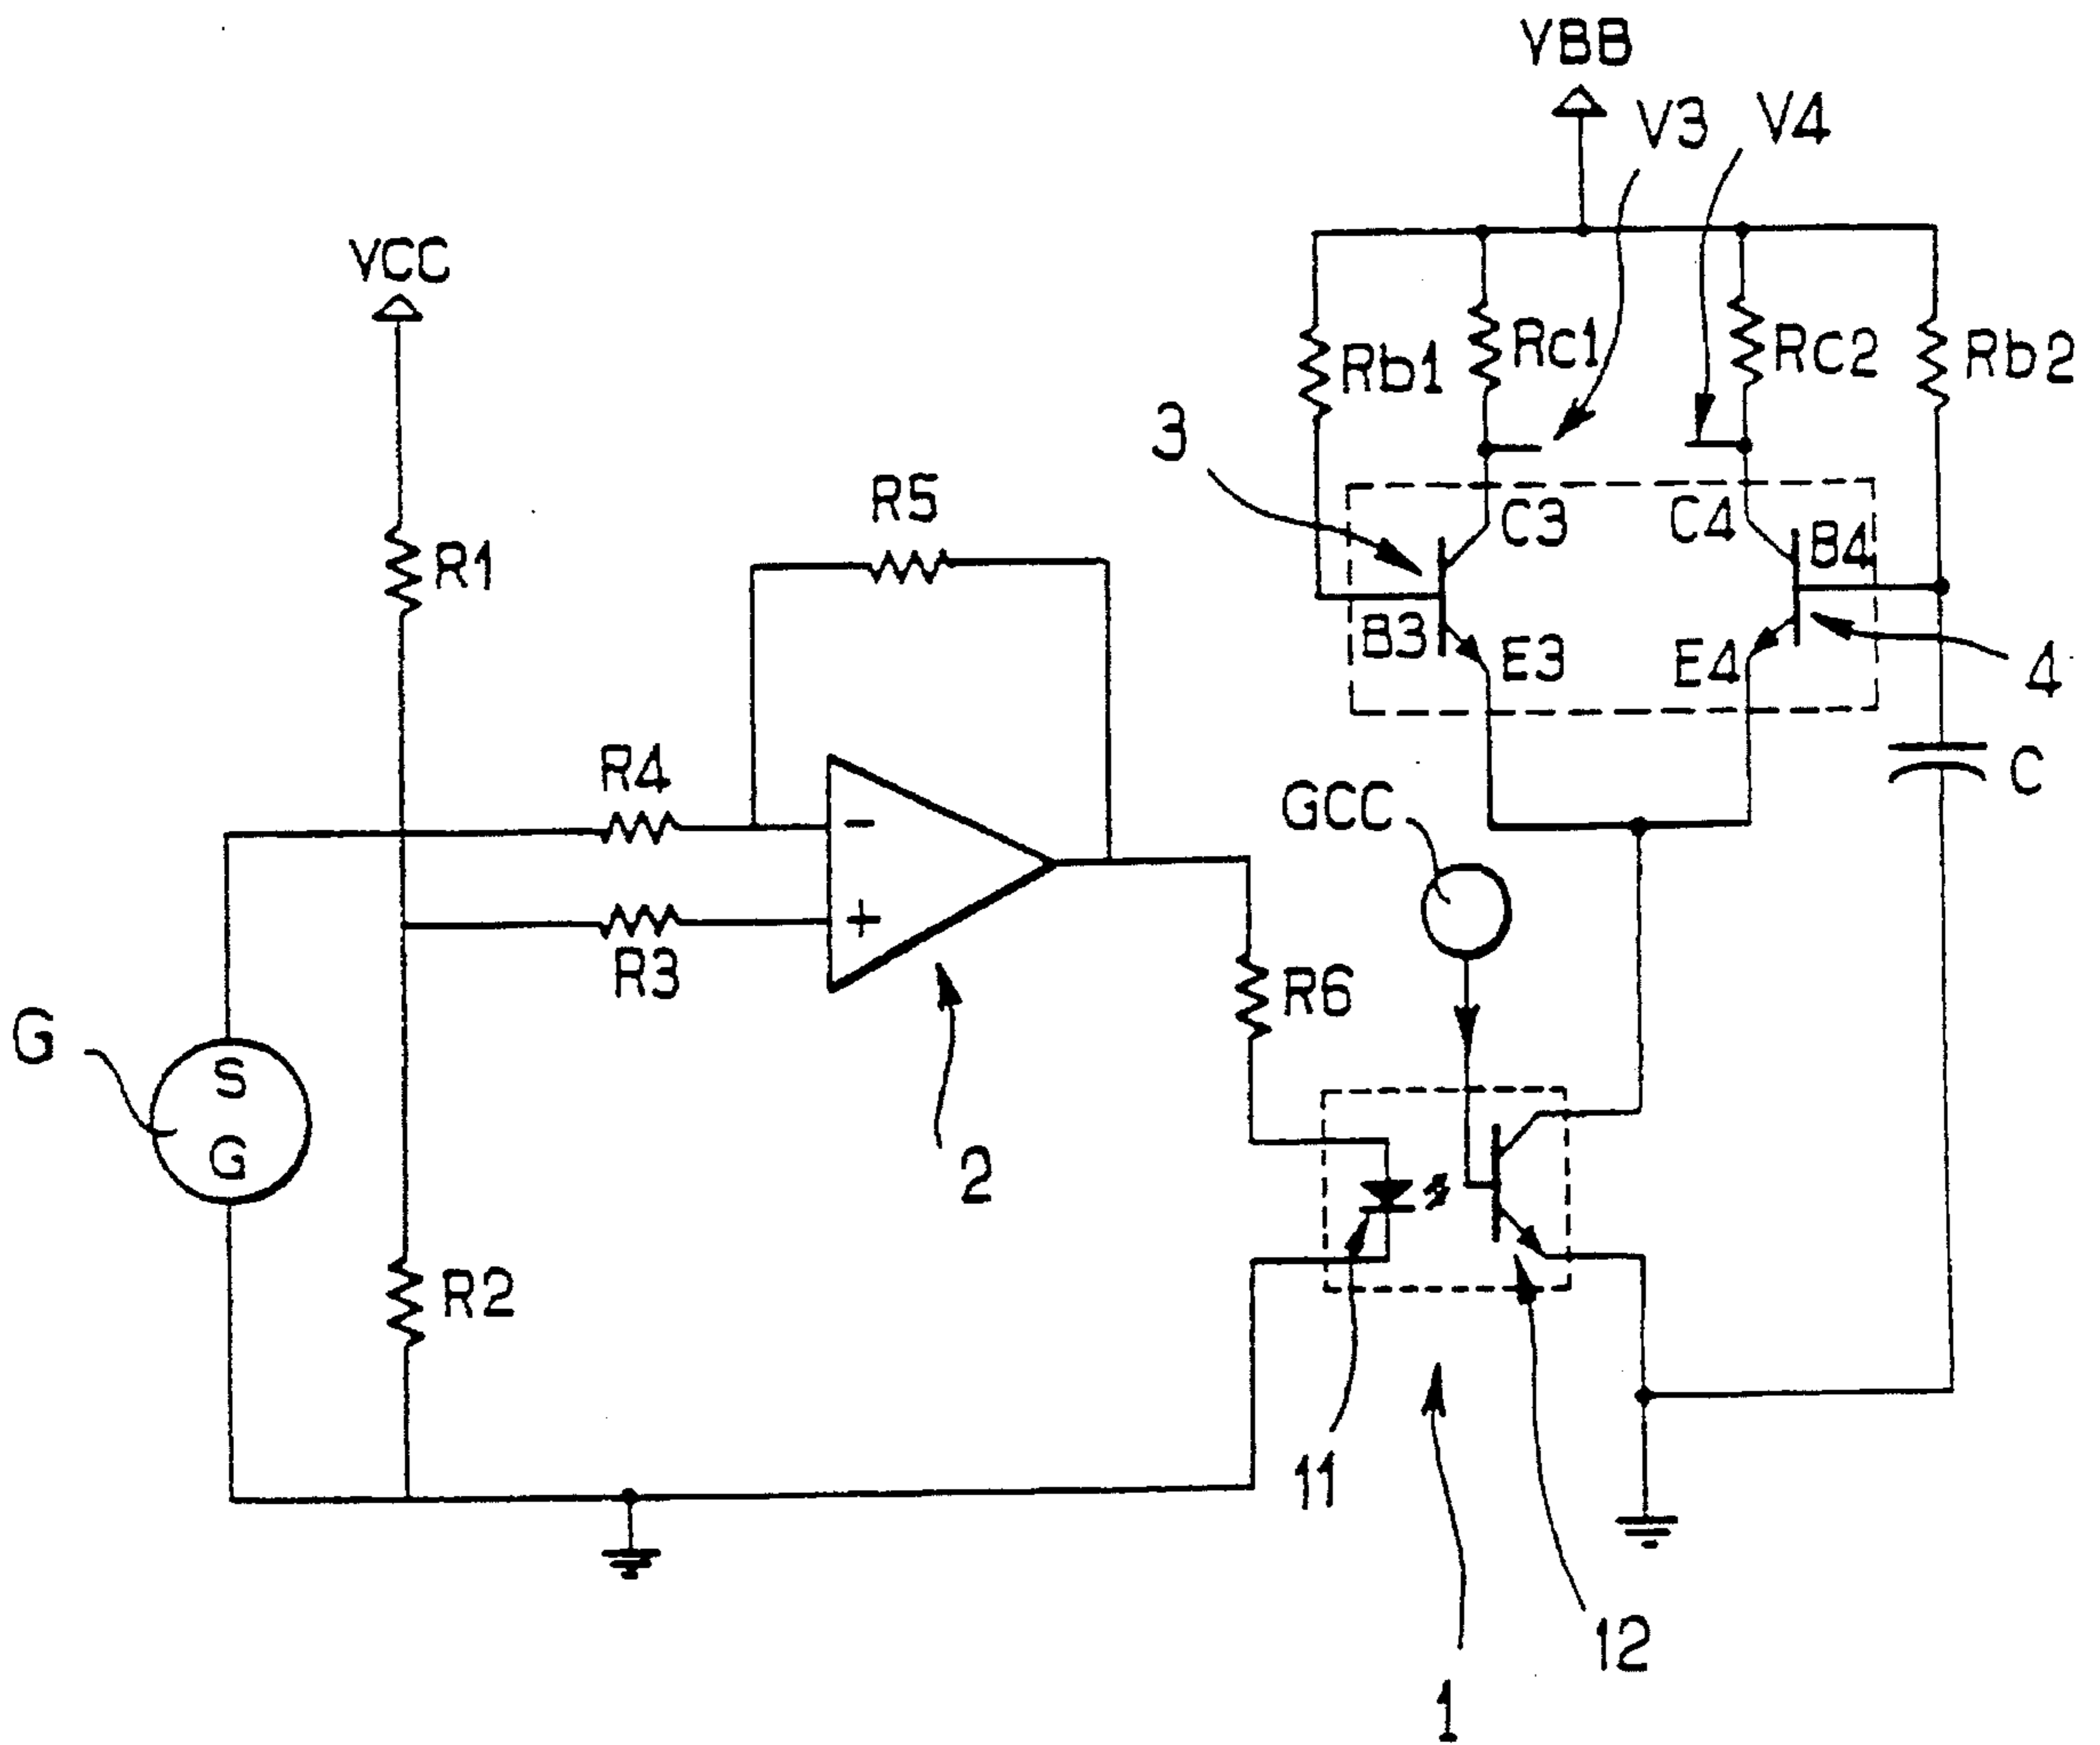 VBB
V3
V4
VCC
Rb1
Rc1
Rc2
Rb2
3
R5
C3
C4
B4
R1
B3
E3
E4
4
R4
GCC
C
-
+
R3
R6
G
S
G
2
R2
11
12
1